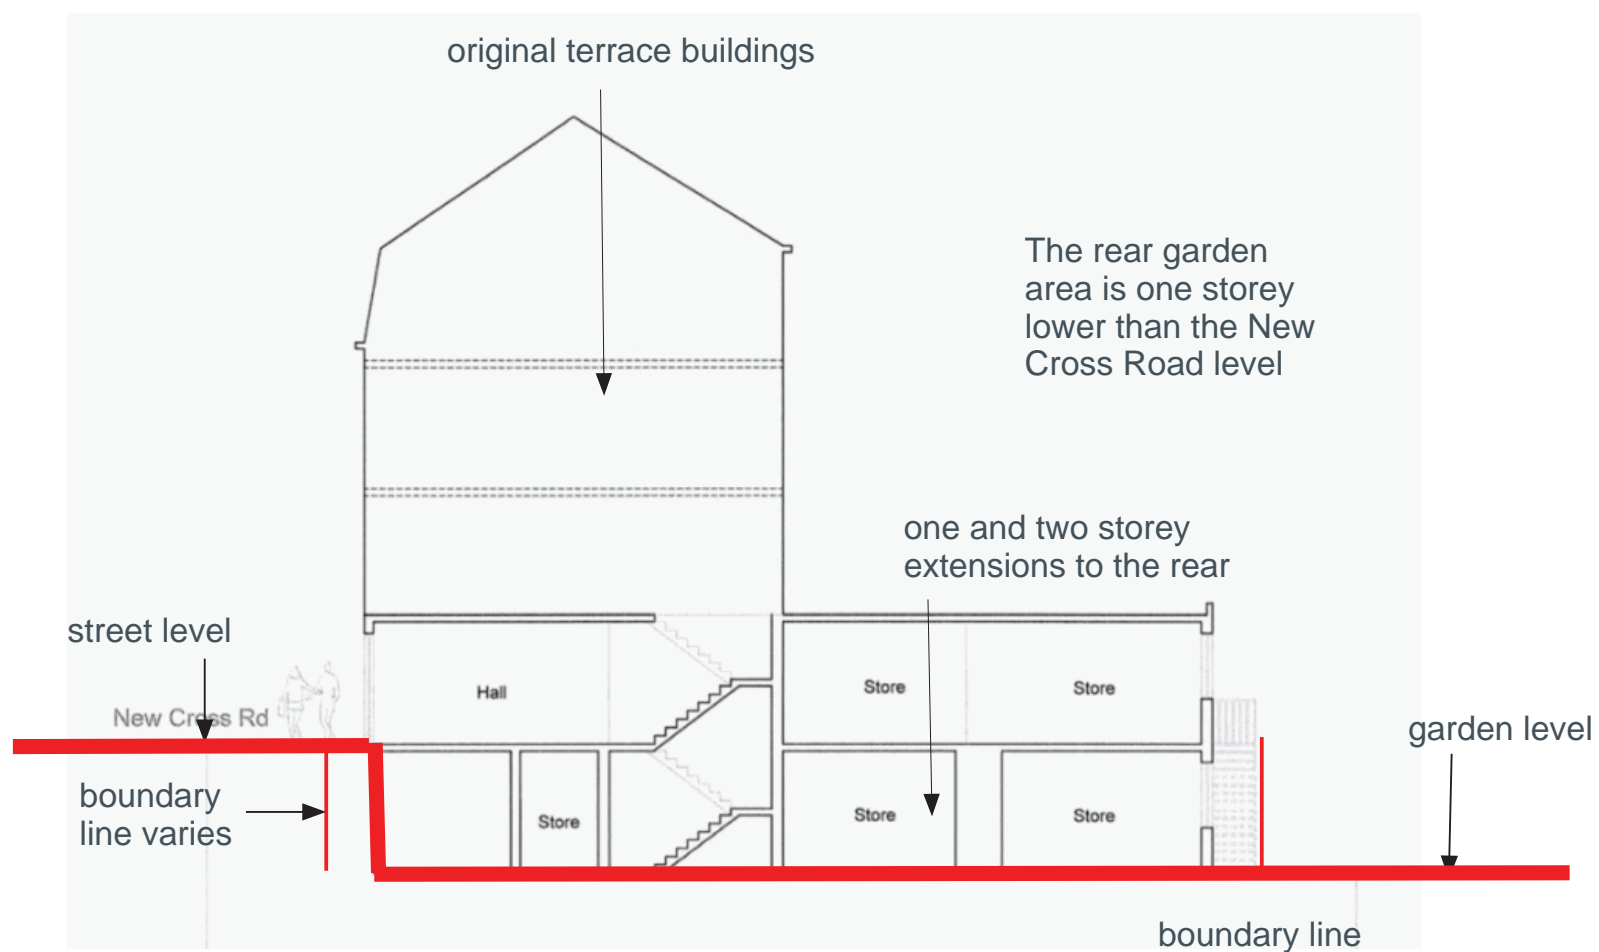 original terrace buildings
The rear garden
area is one storey
lower than the New
Cross Road level
one and two storey
extensions to the rear
street level
Hall
Store
Store
New Cross Rd
garden level
boundary
line varies
Store
Store
Store
boundary line